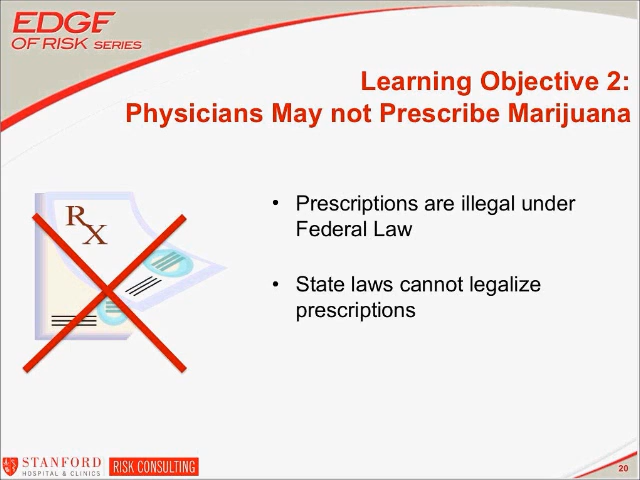 EDGE
OF RISK SERIES
Learning Objective 2:
Physicians May not Prescribe Marijuana
RX
• Prescriptions are illegal under
Federal Law
• State laws cannot legalize
prescriptions
STANFORD
HOSPITAL & CLINICS
RISK CONSULTING
20